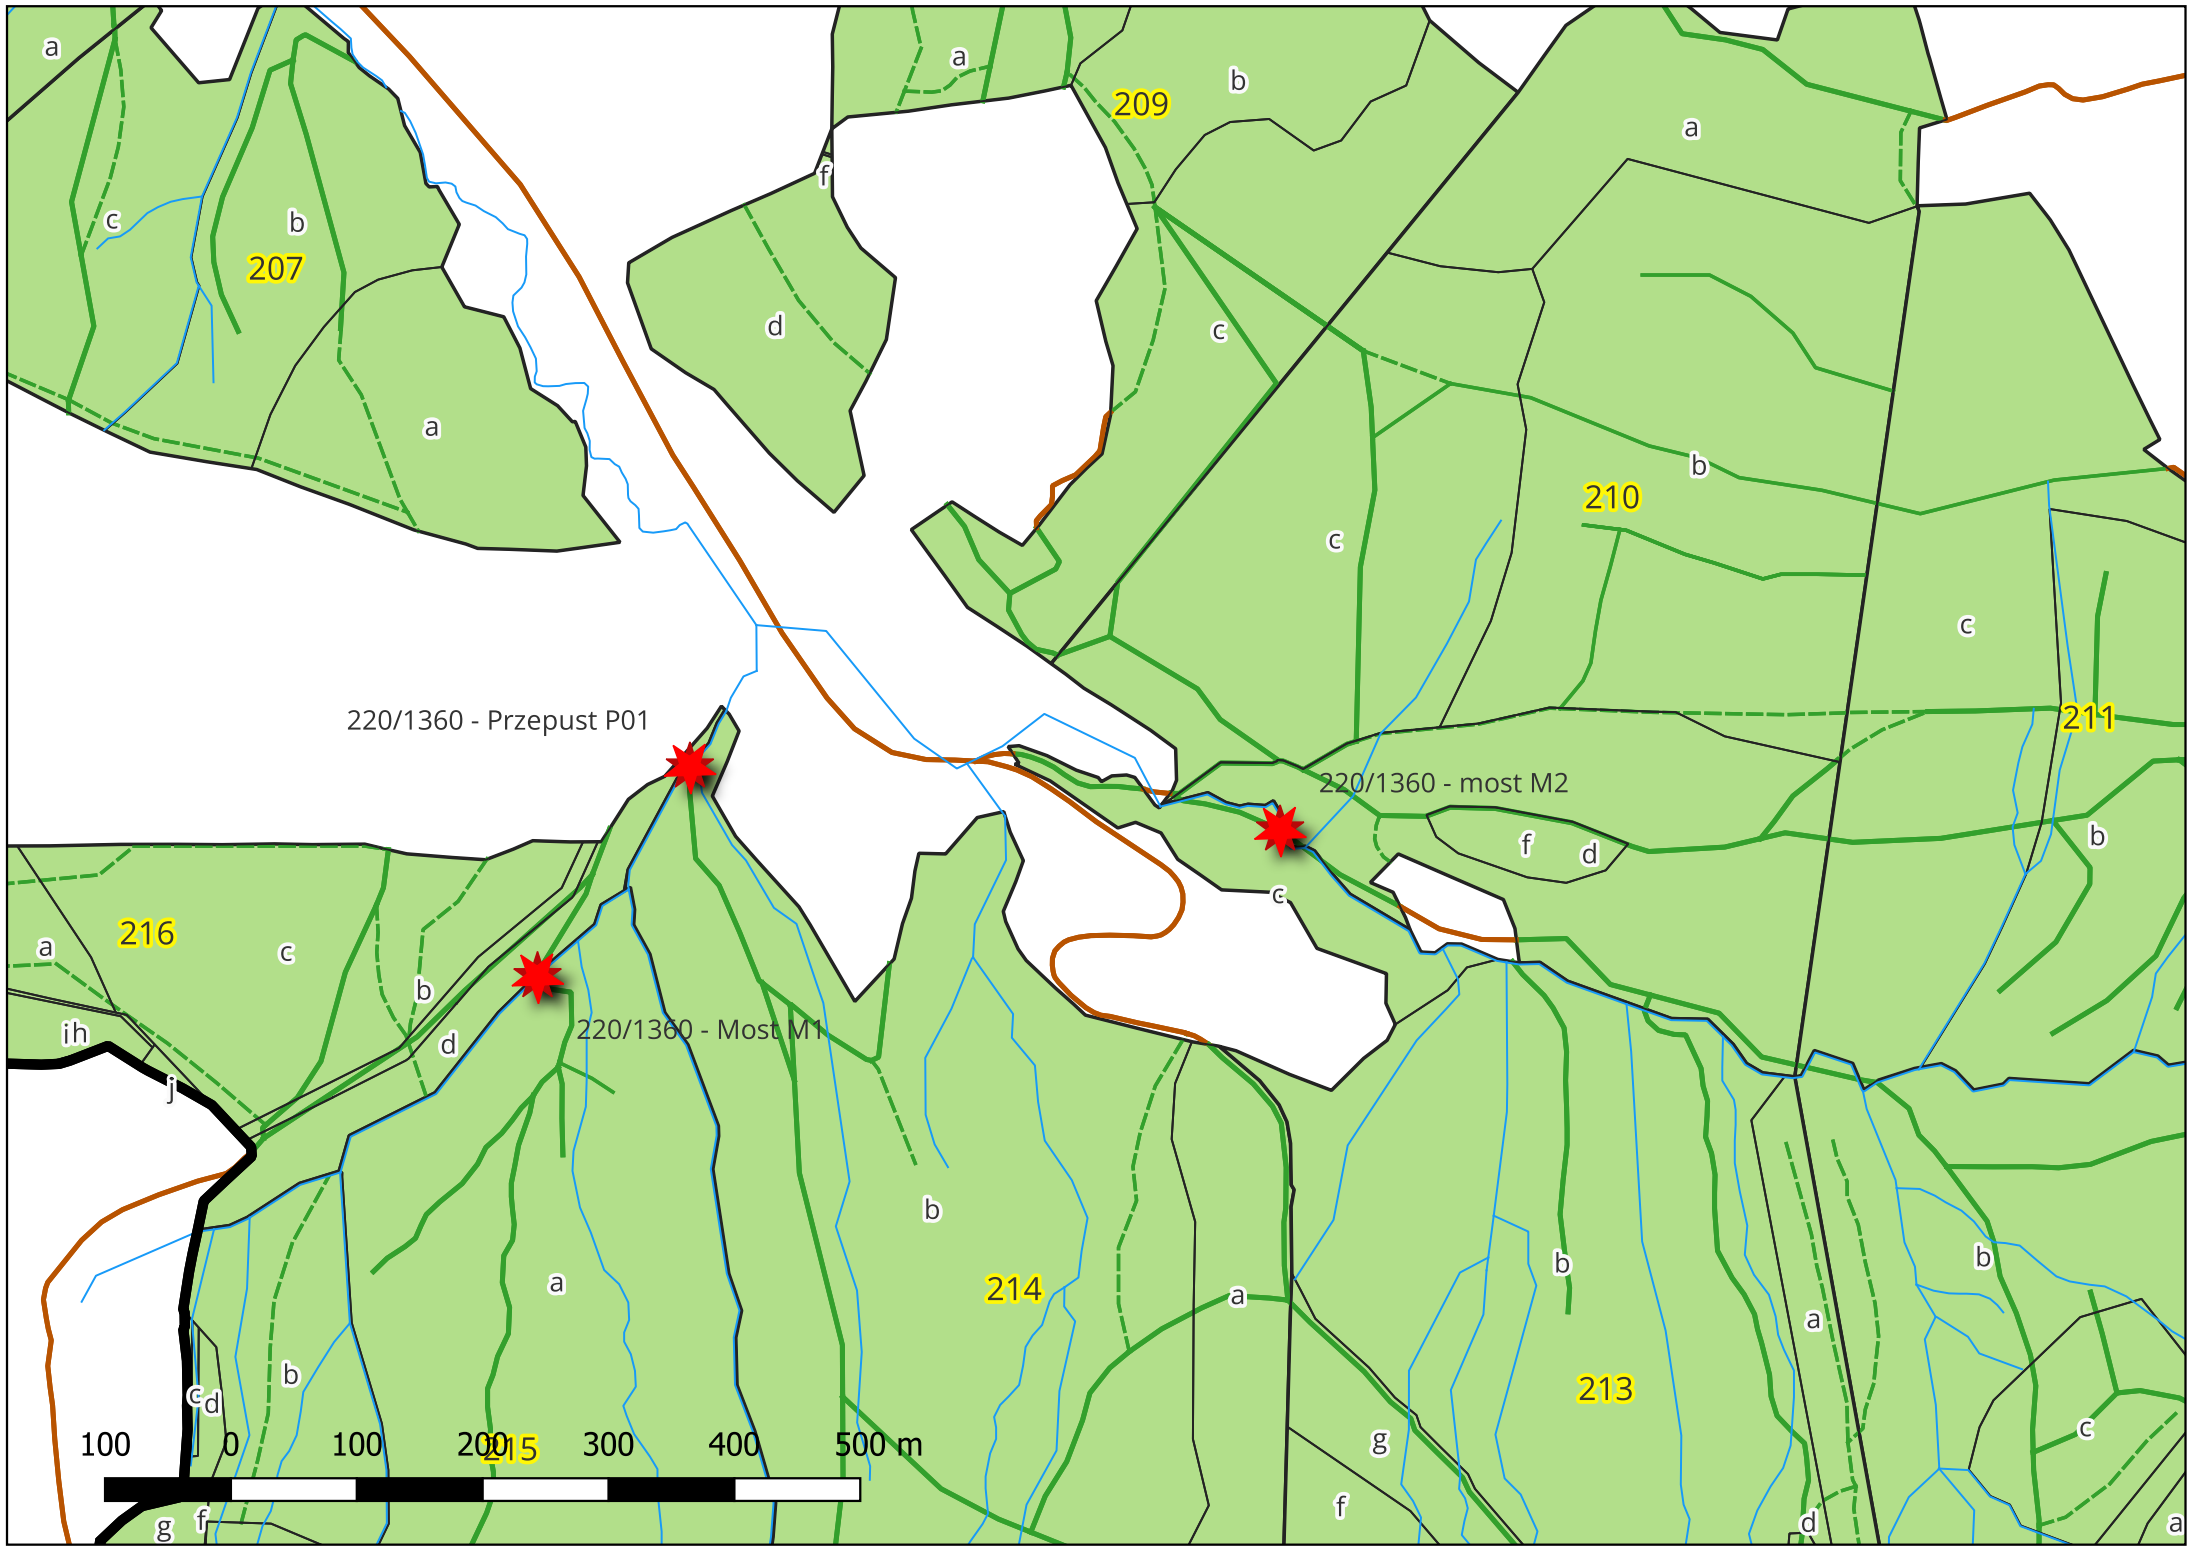 a
a
b
209
a
f
c
b
207
d
c
a
b
210
c
c
220/1360 - Przepust P01
211
220/1360 - most M2
f
d
b
c
216
a
c
b
ih
d
220/1360 - Most M1
j
b
a
214
a
b
b
a
b
c
d
213
c
g
100 0 100 200 300 400 500 m
215
f
g
f
d
a